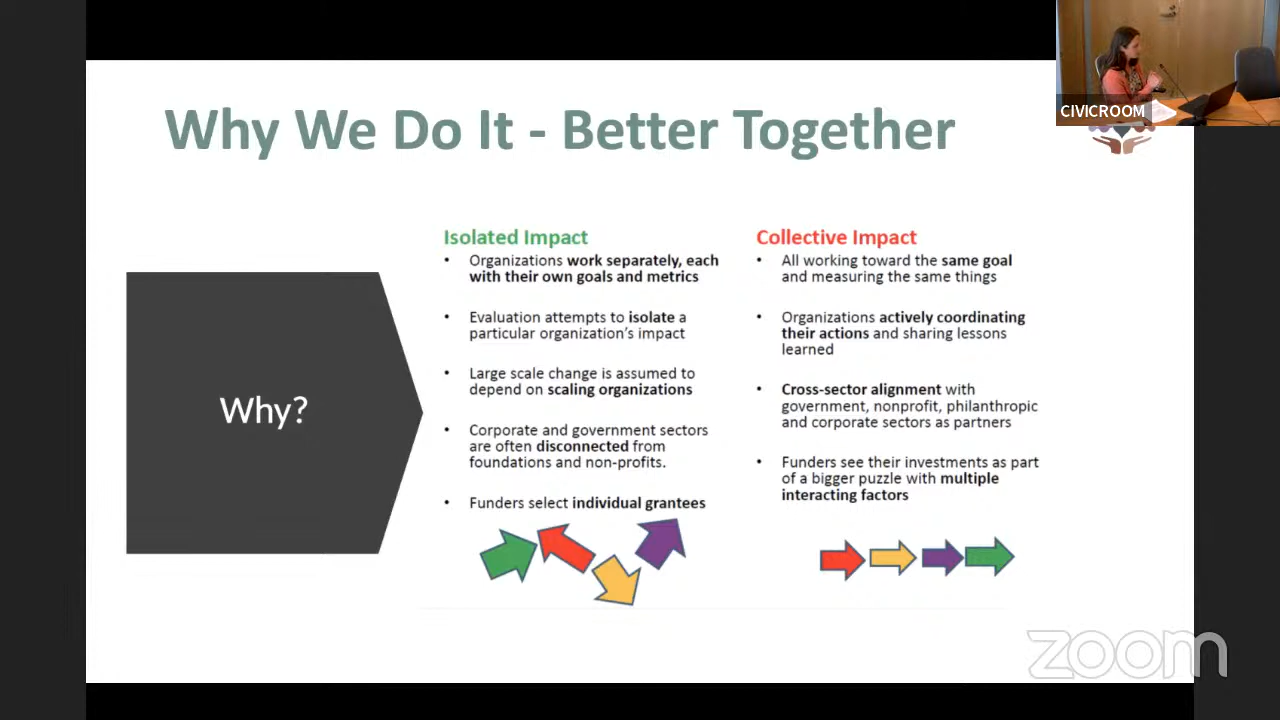 Why We Do It - Better Together
CIVICROOM
Why?
Isolated Impact
• Organizations work separately, each
with their own goals and metrics
• Evaluation attempts to isolate a
particular organization's impact
• Large scale change is assumed to
depend on scaling organizations
• Corporate and government sectors
are often disconnected from
foundations and non-profits.
• Funders select individual grantees
Collective Impact
• All working toward the same goal
and measuring the same things
• Organizations actively coordinating
their actions and sharing lessons
learned
• Cross-sector alignment with
government, nonprofit, philanthropic
and corporate sectors as partners
• Funders see their investments as part
of a bigger puzzle with multiple
interacting factors
zoom